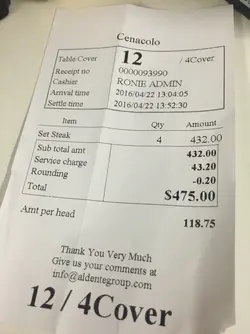 Cenacolo
Table/Cover 12 / 4Cover
Receipt no 0000093990
Cashier RONIE ADMIN
Arrival time 2016/04/22 13:04:05
Settle time 2016/04/22 13:52:30
Item Qty Amount
Set Steak 4 432.00
Sub total amt 432.00
Service charge 43.20
Rounding -0.20
Total $475.00
Amt per head 118.75
Thank You Very Much
Give us your comments at
info@aldentegroup.com
12 / 4Cover